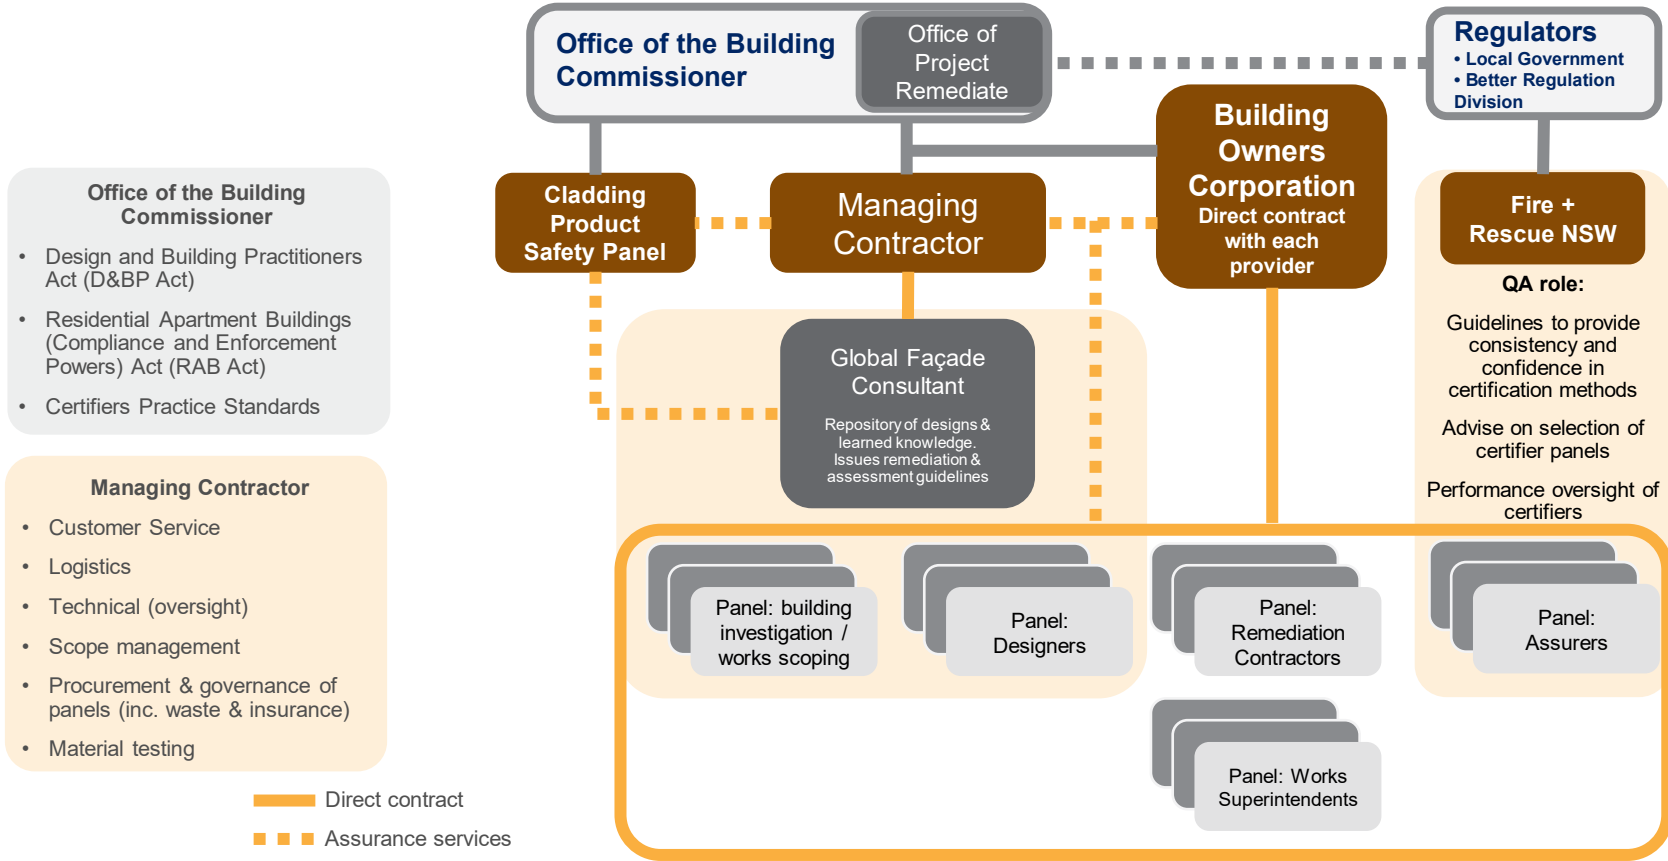 Office of the Building
Commissioner
Office of
Project
Remediate
Regulators
• Local Government
• Better Regulation
Division
Office of the Building
Commissioner
• Design and Building Practitioners
Act (D&BP Act)
• Residential Apartment Buildings
(Compliance and Enforcement
Powers) Act (RAB Act)
• Certifiers Practice Standards
Managing Contractor
• Customer Service
• Logistics
• Technical (oversight)
• Scope management
• Procurement & governance of
panels (inc. waste & insurance)
• Material testing
Cladding
Product
Safety Panel
Managing
Contractor
Building
Owners
Corporation
Direct contract
with each
provider
Fire +
Rescue NSW
QA role:
Guidelines to provide
consistency and
confidence in
certification methods
Advise on selection of
certifier panels
Performance oversight of
certifiers
Global Façade
Consultant
Repository of designs &
learned knowledge.
Issues remediation &
assessment guidelines
Panel: building
investigation /
works scoping
Panel:
Designers
Panel:
Remediation
Contractors
Panel:
Assurers
Panel: Works
Superintendents
Direct contract
Assurance services